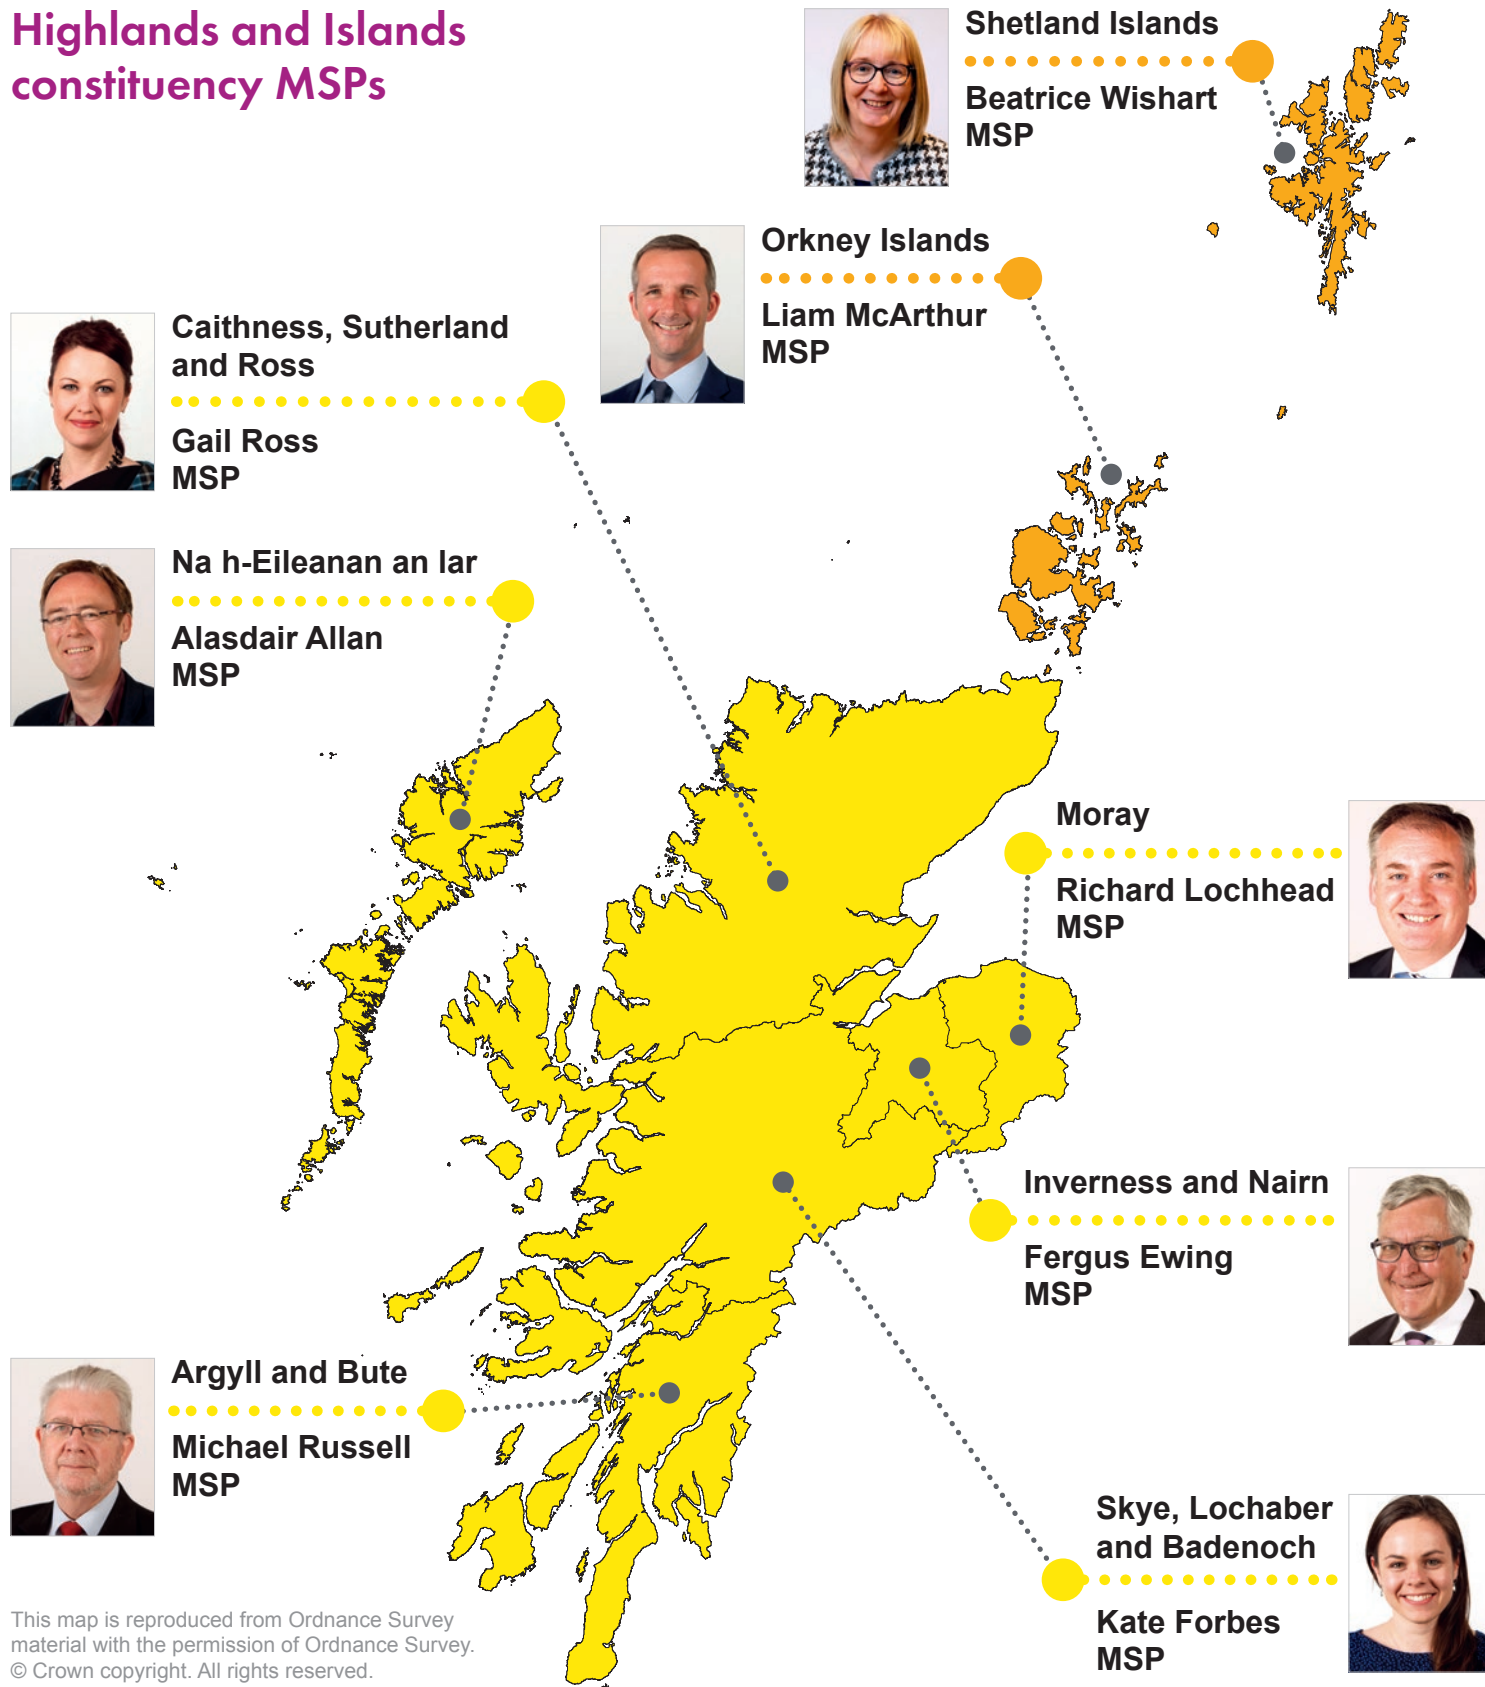 Highlands and Islands
constituency MSPs
Shetland Islands
Beatrice Wishart
MSP
Orkney Islands
Liam McArthur
MSP
Caithness, Sutherland
and Ross
Gail Ross
MSP
Na h-Eileanan an Iar
Alasdair Allan
MSP
Moray
Richard Lochhead
MSP
Inverness and Nairn
Fergus Ewing
MSP
Argyll and Bute
Michael Russell
MSP
Skye, Lochaber
and Badenoch
Kate Forbes
MSP
This map is reproduced from Ordnance Survey
material with the permission of Ordnance Survey.
© Crown copyright. All rights reserved.